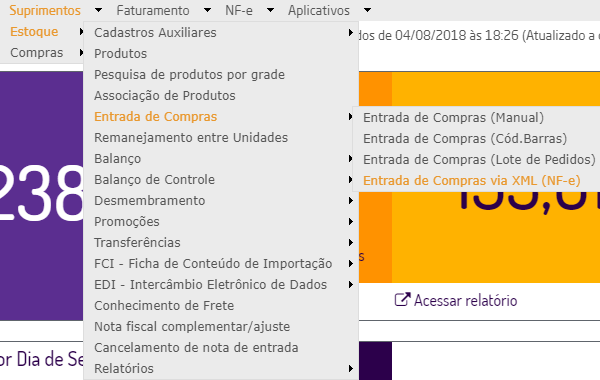 Suprimentos Faturamento NF-e Aplicativos
Estoque
Compras
Cadastros Auxiliares
Produtos
Pesquisa de produtos por grade
Associação de Produtos
Entrada de Compras
Remanejamento entre Unidades
Balanço
Balanço de Controle
Desmembramento
Promoções
Transferências
FCI - Ficha de Conteúdo de Importação
EDI - Intercâmbio Eletrônico de Dados
Conhecimento de Frete
Nota fiscal complementar/ajuste
Cancelamento de nota de entrada
Relatórios
de 04/08/2018 às 18:26 (Atualizado a
Entrada de Compras (Manual)
Entrada de Compras (Cód.Barras)
Entrada de Compras (Lote de Pedidos)
Entrada de Compras via XML (NF-e)
238
Acessar relatório
por Dia de Se